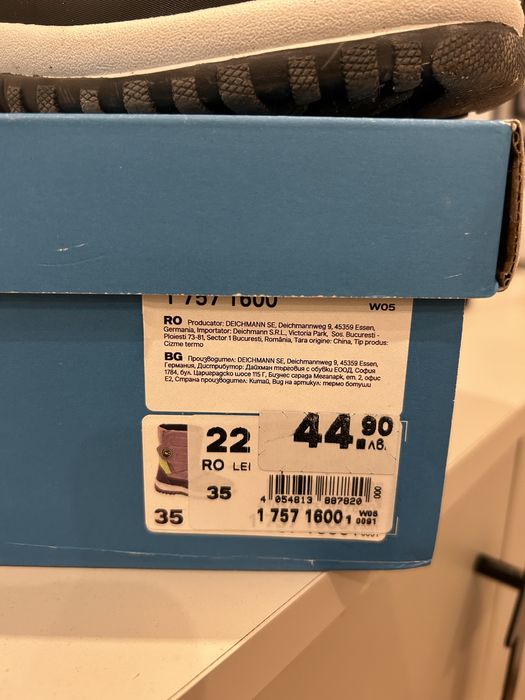 1 757 1600
W05
RO Producator: DEICHMANN SE, Deichmannweg 9, 45359 Essen,
Germania, Importator: Deichmann S.R.L., Victoria Park, Sos. Bucuresti -
Ploiesti 73-81, Sector 1 Bucuresti, România, Tara origine: China, Tip produs:
Cizme termo
BG Производител: DEICHMANN SE, Deichmannweg 9, 45359 Essen,
Германия, Дистрибутор: Дайхман търговия с обувки ЕООД, София
1784, бул. Цариградско шосе 115 Г, Бизнес сграда Мегапарк, ет. 2, офис
Е2, Страна произход: Китай, Вид на артикул: термо ботуши
22
44.90
ЛВ.
RO LEI
35
4 054613 887820
000
35
1 757 1600 1
W05
0091